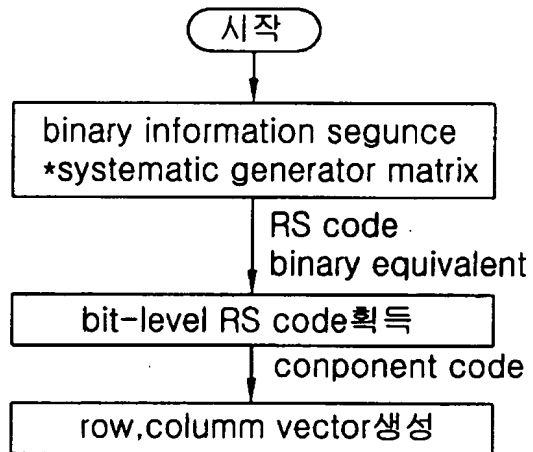 시작
binary information segunce
*systematic generator matrix
RS code
binary equivalent
bit-level RS code획득
conponent code
row,columm vector생성